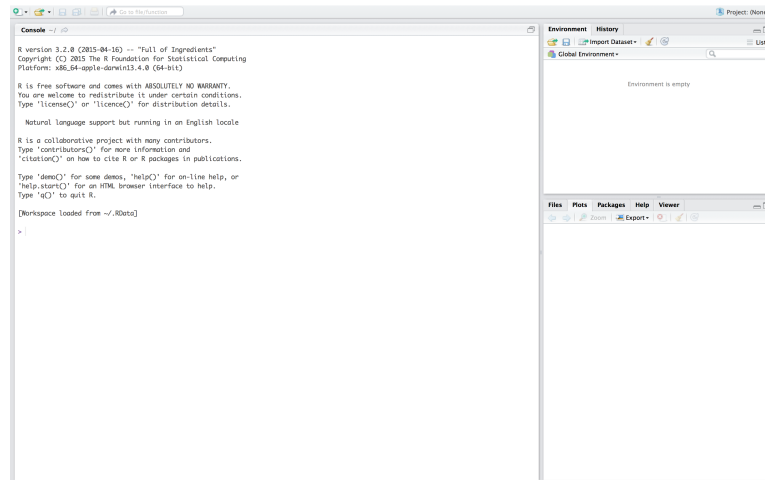 Go to file/function
Project: (None
Console ~/
R version 3.2.0 (2015-04-16) -- "Full of Ingredients"
Copyright (C) 2015 The R Foundation for Statistical Computing
Platform: x86_64-apple-darwin13.4.0 (64-bit)
R is free software and comes with ABSOLUTELY NO WARRANTY.
You are welcome to redistribute it under certain conditions.
Type 'license()' or 'licence()' for distribution details.
Natural language support but running in an English locale
R is a collaborative project with many contributors.
Type 'contributors()' for more information and
'citation()' on how to cite R or R packages in publications.
Type 'demo()' for some demos, 'help()' for on-line help, or
'help.start()' for an HTML browser interface to help.
Type 'q()' to quit R.
[Workspace loaded from ~/.RData]
>
Environment History
Import Dataset List
Global Environment
Environment is empty
Files Plots Packages Help Viewer
Zoom Export